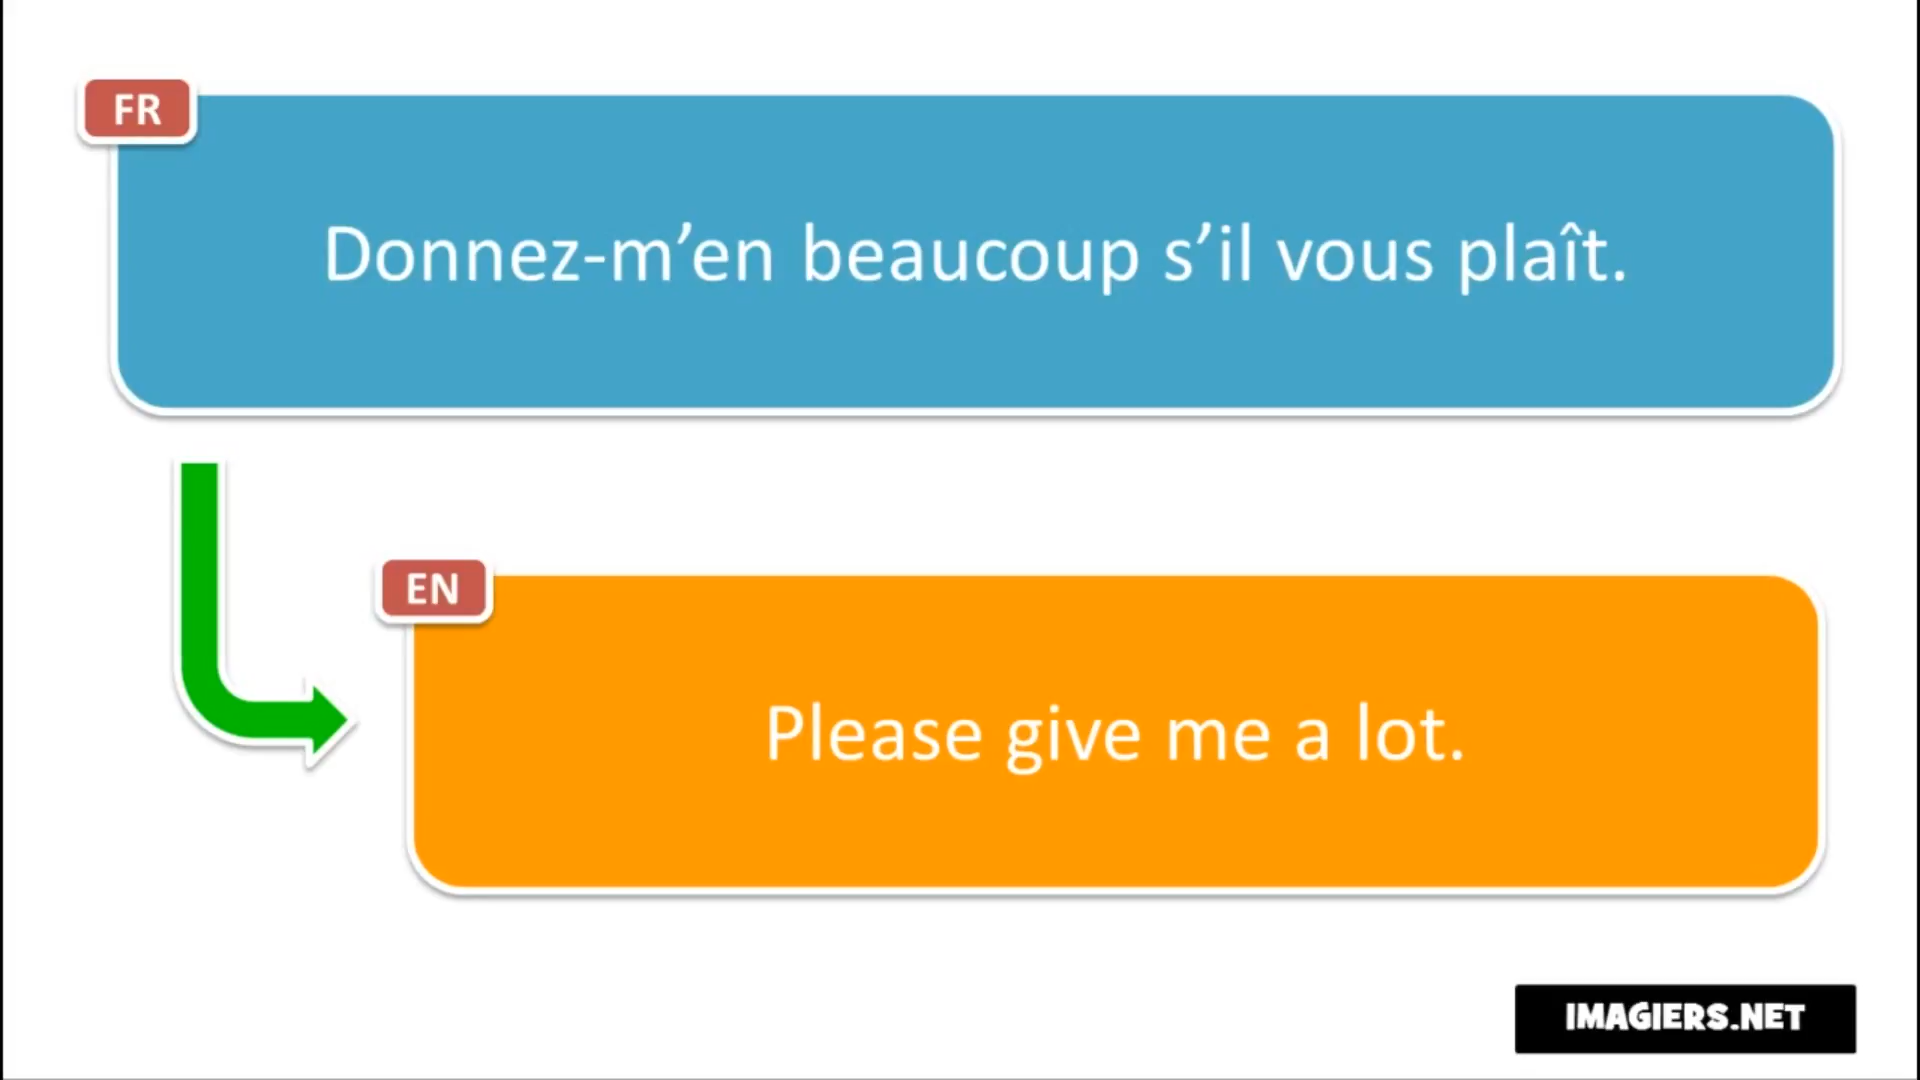 FR
Donnez-m’en beaucoup s’il vous plaît.
EN
Please give me a lot.
IMAGIERS.NET